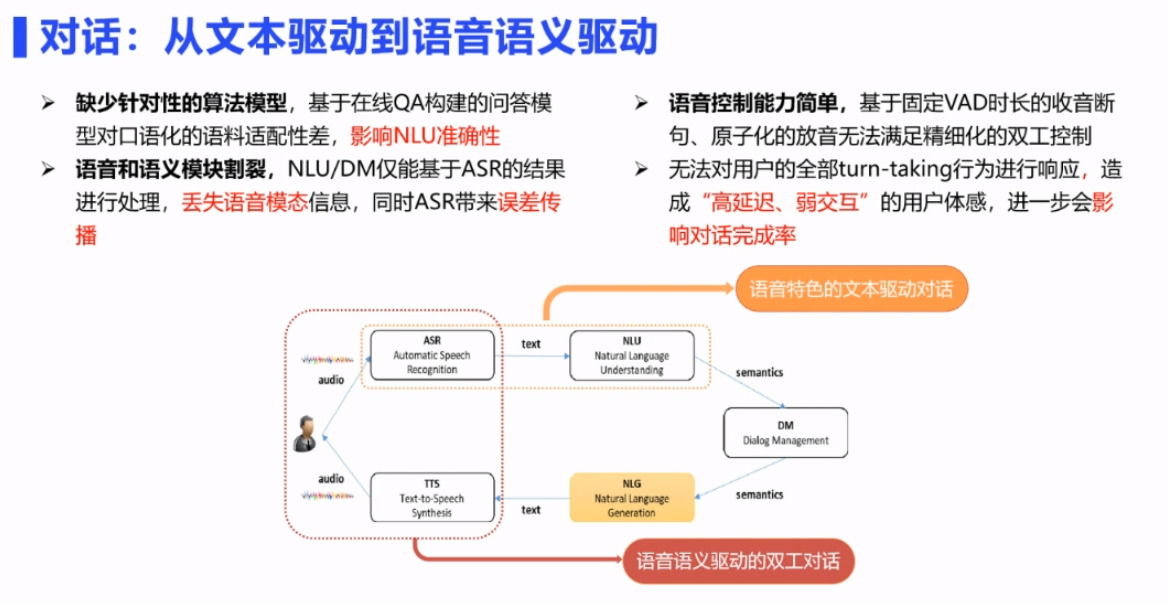 对话：从文本驱动到语音语义驱动
➢ 缺少针对性的算法模型，基于在线QA构建的问答模
型对口语化的语料适配性差，影响NLU准确性
➢ 语音和语义模块割裂，NLU/DM仅能基于ASR的结果
进行处理，丢失语音模态信息，同时ASR带来误差传
播
➢ 语音控制能力简单，基于固定VAD时长的收音断
句、原子化的放音无法满足精细化的双工控制
➢ 无法对用户的全部turn-taking行为进行响应，造
成“高延迟、弱交互”的用户体感，进一步会影
响对话完成率
语音特色的文本驱动对话
ASR
Automatic Speech
Recognition
text
NLU
Natural Language
Understanding
audio
semantics
DM
Dialog Management
audio
TTS
Text-to-Speech
Synthesis
text
NLG
Natural Language
Generation
semantics
语音语义驱动的双工对话